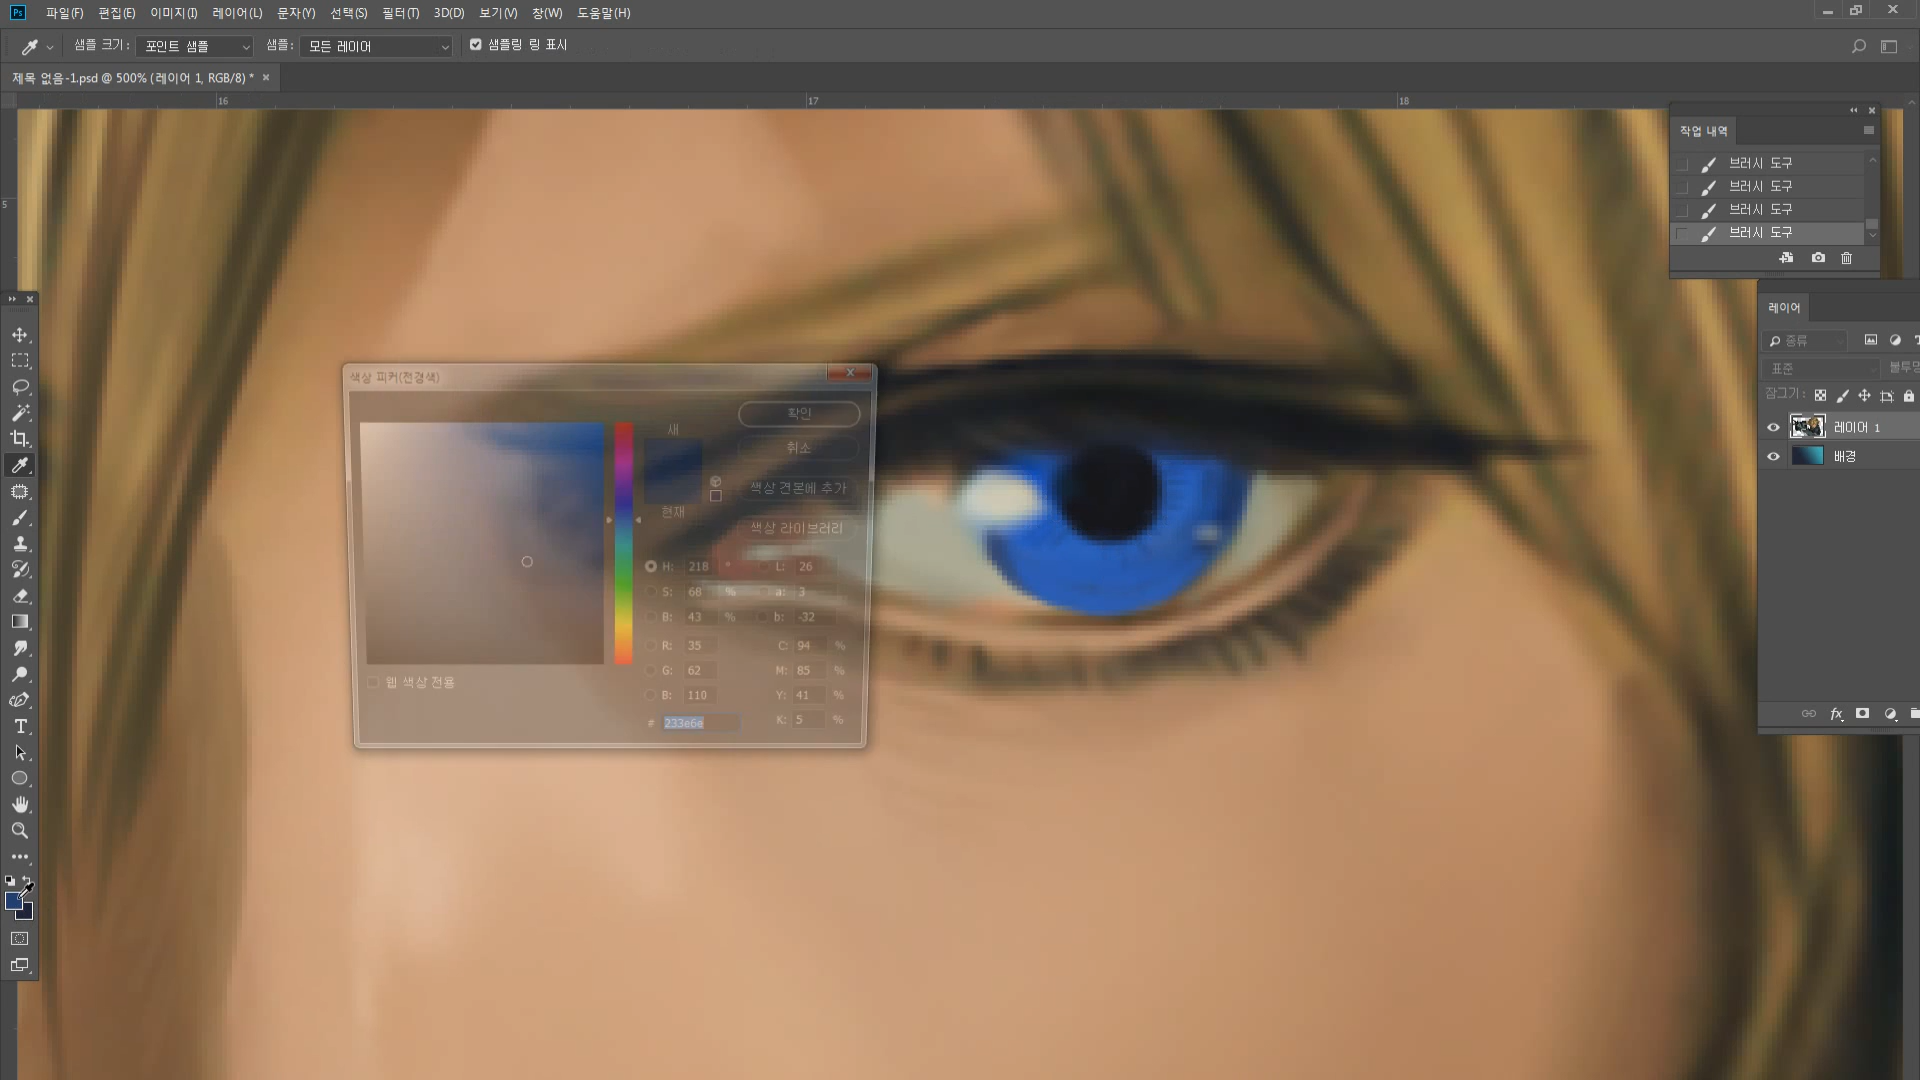 Ps 파일(F) 편집(E) 이미지(I) 레이어(L) 문자(Y) 선택(S) 필터(T) 3D(D) 보기(V) 창(W) 도움말(H)
샘플 크기: 포인트 샘플 샘플: 모든 레이어 샘플링 링 표시
제목 없음-1.psd @ 500% (레이어 1, RGB/8) *
16 17 18
5
작업 내역
브러시 도구
브러시 도구
브러시 도구
브러시 도구
레이어
종류
표준 불투명
잠그기:
레이어 1
배경
fx
색상 피커(전경색)
새
현재
확인
취소
색상 견본에 추가
색상 라이브러리
H: 218 ° L: 26
S: 68 % a: 3
B: 43 % b: -32
R: 35 C: 94 %
G: 62 M: 85 %
B: 110 Y: 41 %
# 233e6e K: 5 %
웹 색상 전용
T